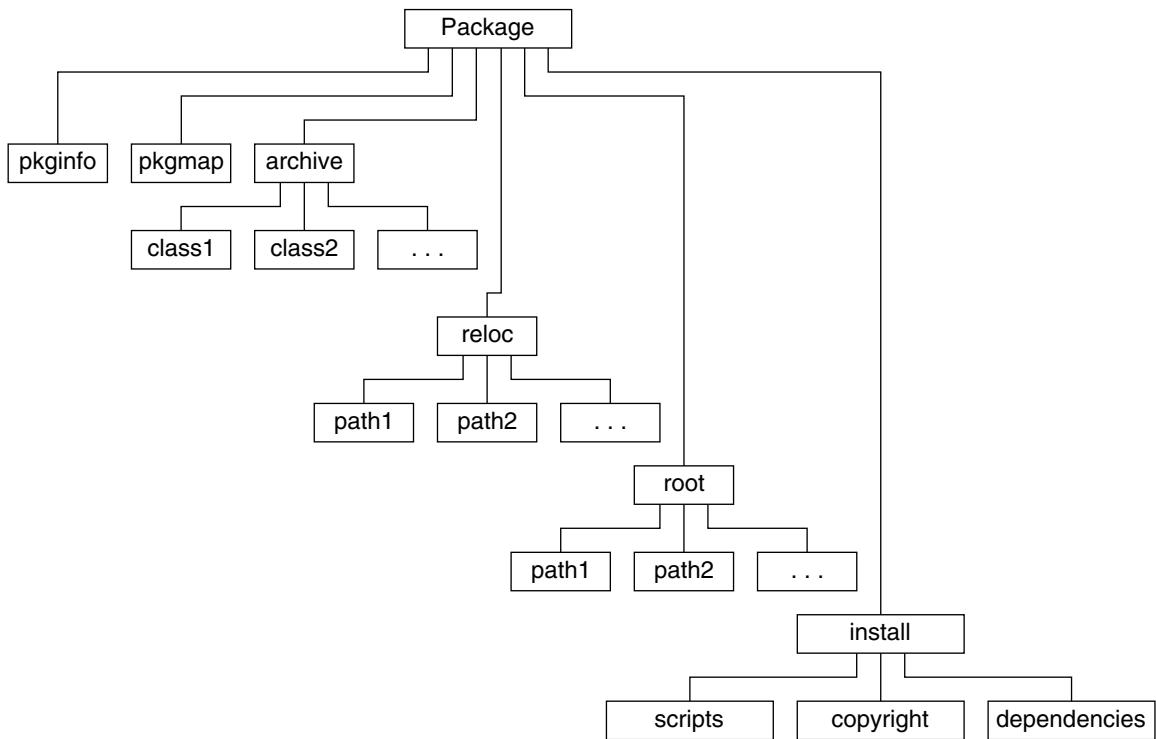 Package
pkginfo
pkgmap
archive
class1
class2
. . .
reloc
path1
path2
. . .
root
path1
path2
. . .
install
scripts
copyright
dependencies